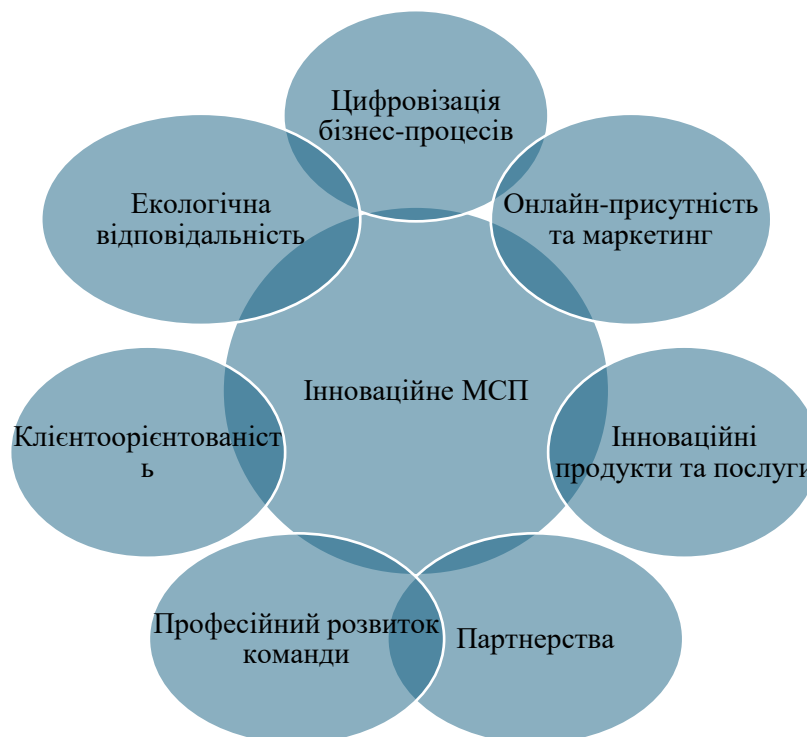 Цифровізація
бізнес-процесів
Онлайн-присутність
та маркетинг
Інноваційні
продукти та послуги
Партнерства
Професійний розвиток
команди
Клієнтоорієнтованіст
ь
Екологічна
відповідальність
Інноваційне МСП